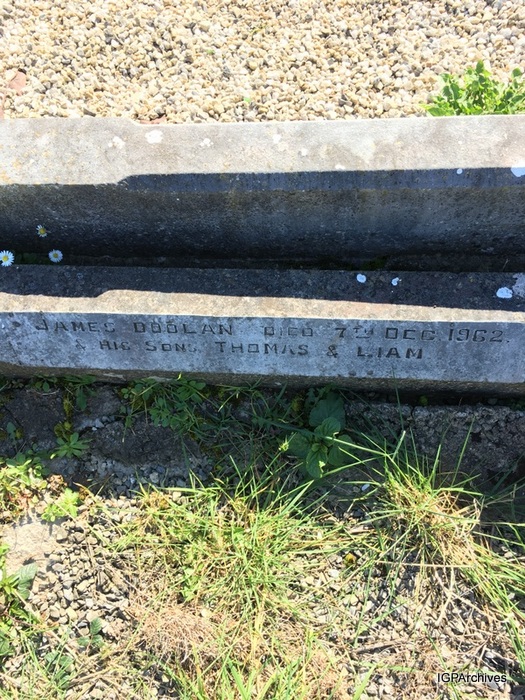 JAMES DOOLAN DIED 7TH DEC. 1962.
& HIS SONS, THOMAS & LIAM
IGPArchives